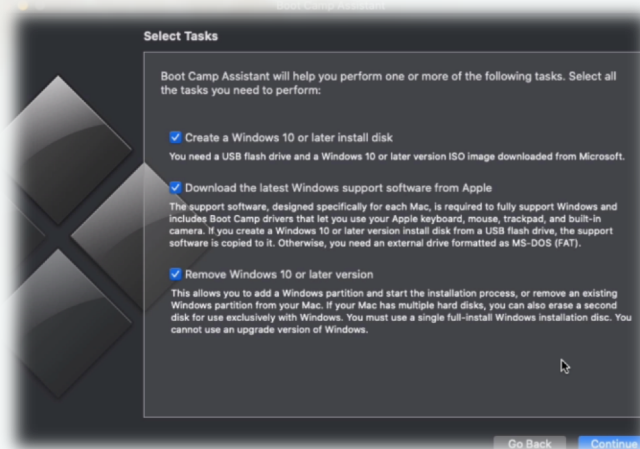 Boot Camp Assistant
Select Tasks
Boot Camp Assistant will help you perform one or more of the following tasks. Select all
the tasks you need to perform:
Create a Windows 10 or later install disk
You need a USB flash drive and a Windows 10 or later version ISO image downloaded from Microsoft.
Download the latest Windows support software from Apple
The support software, designed specifically for each Mac, is required to fully support Windows and
includes Boot Camp drivers that let you use your Apple keyboard, mouse, trackpad, and built-in
camera. If you create a Windows 10 or later version install disk from a USB flash drive, the support
software is copied to it. Otherwise, you need an external drive formatted as MS-DOS (FAT).
Remove Windows 10 or later version
This allows you to add a Windows partition and start the installation process, or remove an existing
Windows partition from your Mac. If your Mac has multiple hard disks, you can also erase a second
disk for use exclusively with Windows. You must use a single full-install Windows installation disc. You
cannot use an upgrade version of Windows.
Go Back Continue